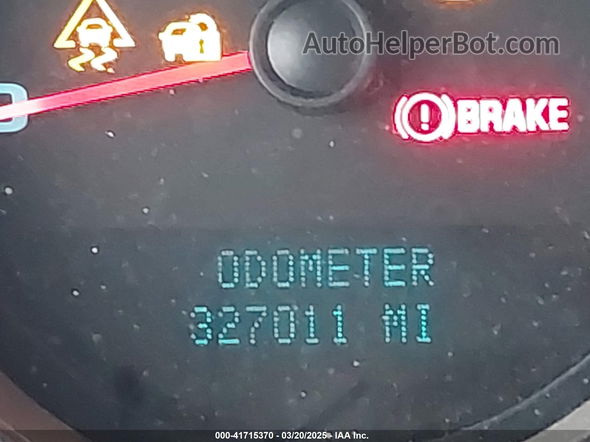 AutoHelperBot.com
BRAKE
ODOMETER
327011 MI
000-41715370 - 03/20/2025 - IAA Inc.